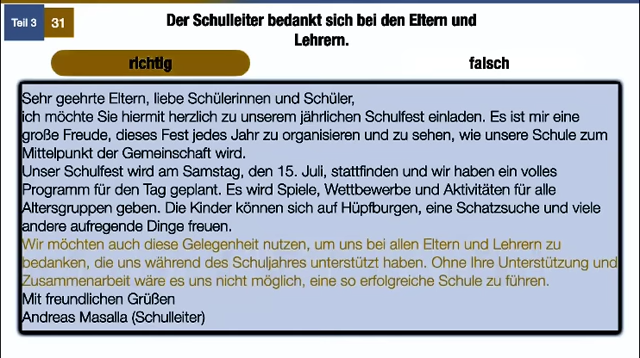 Teil 3
31
Der Schulleiter bedankt sich bei den Eltern und
Lehrern.
richtig
falsch
Sehr geehrte Eltern, liebe Schülerinnen und Schüler,
ich möchte Sie hiermit herzlich zu unserem jährlichen Schulfest einladen. Es ist mir eine
große Freude, dieses Fest jedes Jahr zu organisieren und zu sehen, wie unsere Schule zum
Mittelpunkt der Gemeinschaft wird.
Unser Schulfest wird am Samstag, den 15. Juli, stattfinden und wir haben ein volles
Programm für den Tag geplant. Es wird Spiele, Wettbewerbe und Aktivitäten für alle
Altersgruppen geben. Die Kinder können sich auf Hüpfburgen, eine Schatzsuche und viele
andere aufregende Dinge freuen.
Wir möchten auch diese Gelegenheit nutzen, um uns bei allen Eltern und Lehrern zu
bedanken, die uns während des Schuljahres unterstützt haben. Ohne Ihre Unterstützung und
Zusammenarbeit wäre es uns nicht möglich, eine so erfolgreiche Schule zu führen.
Mit freundlichen Grüßen
Andreas Masalla (Schulleiter)